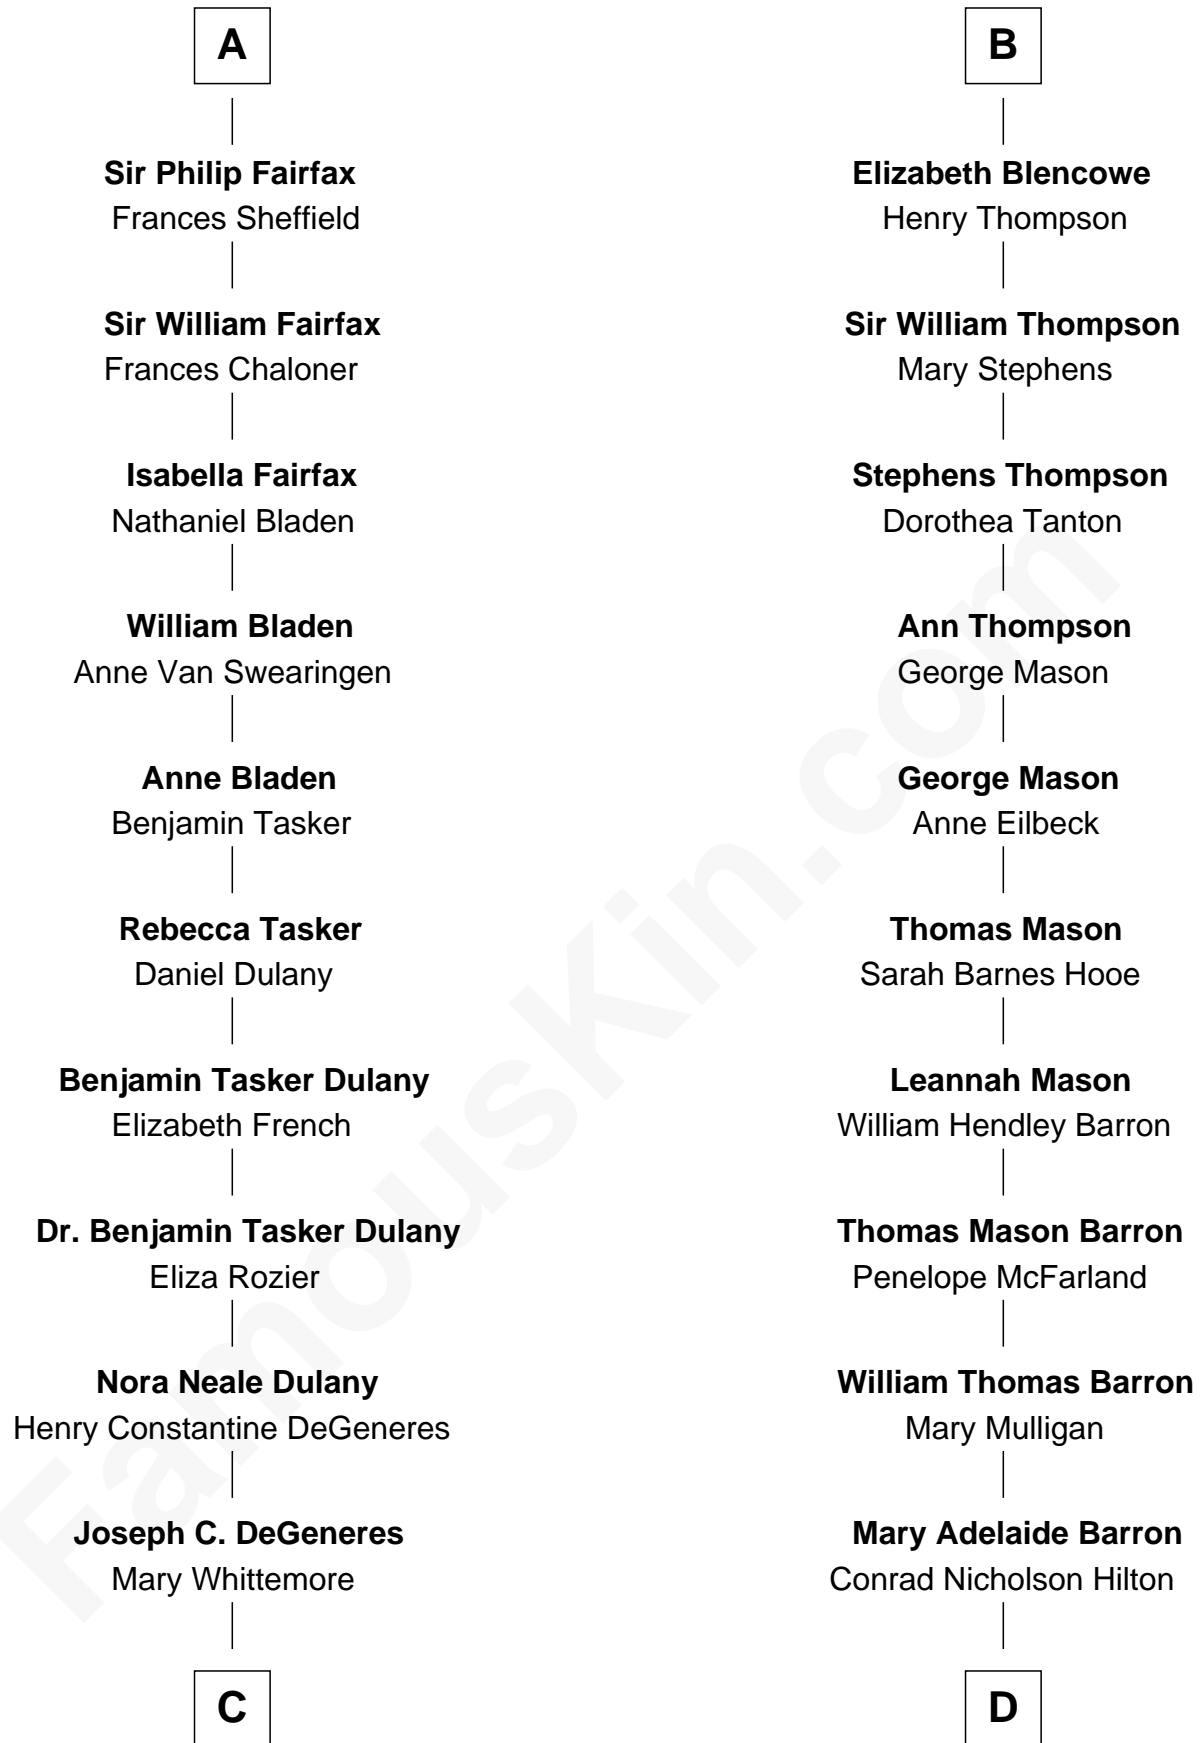 A
Sir Philip Fairfax
Frances Sheffield
Sir William Fairfax
Frances Chaloner
Isabella Fairfax
Nathaniel Bladen
William Bladen
Anne Van Swearingen
Anne Bladen
Benjamin Tasker
Rebecca Tasker
Daniel Dulany
Benjamin Tasker Dulany
Elizabeth French
Dr. Benjamin Tasker Dulany
Eliza Rozier
Nora Neale Dulany
Henry Constantine DeGeneres
Joseph C. DeGeneres
Mary Whittemore
C
B
Elizabeth Blencowe
Henry Thompson
Sir William Thompson
Mary Stephens
Stephens Thompson
Dorothea Tanton
Ann Thompson
George Mason
George Mason
Anne Eilbeck
Thomas Mason
Sarah Barnes Hooe
Leannah Mason
William Hendley Barron
Thomas Mason Barron
Penelope McFarland
William Thomas Barron
Mary Mulligan
Mary Adelaide Barron
Conrad Nicholson Hilton
D
FamousKin.com